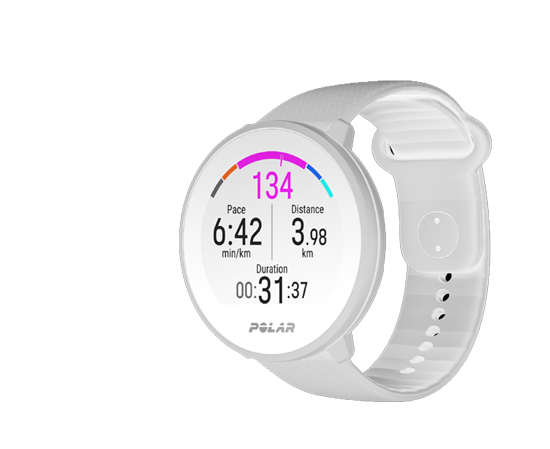 134
Pace Distance
6:42 3.98
min/km km
Duration
00:31:37
POLAR